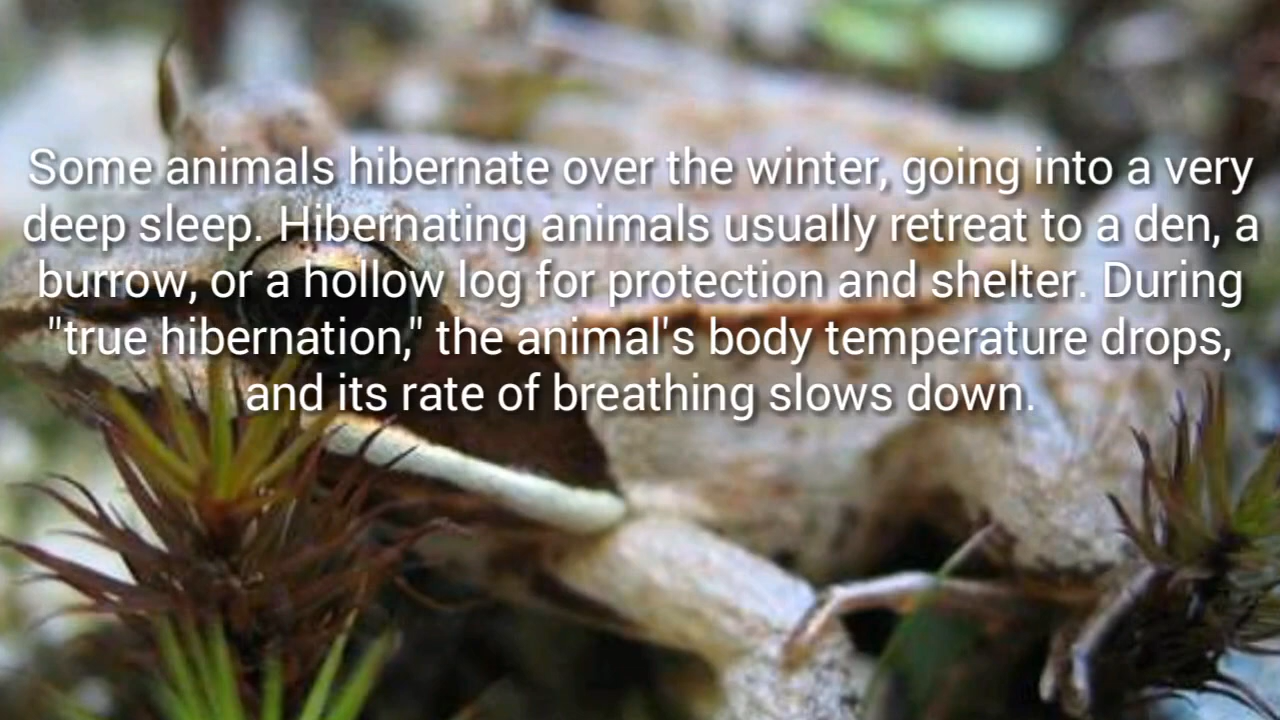 Some animals hibernate over the winter, going into a very
deep sleep. Hibernating animals usually retreat to a den, a
burrow, or a hollow log for protection and shelter. During
"true hibernation," the animal's body temperature drops,
and its rate of breathing slows down.